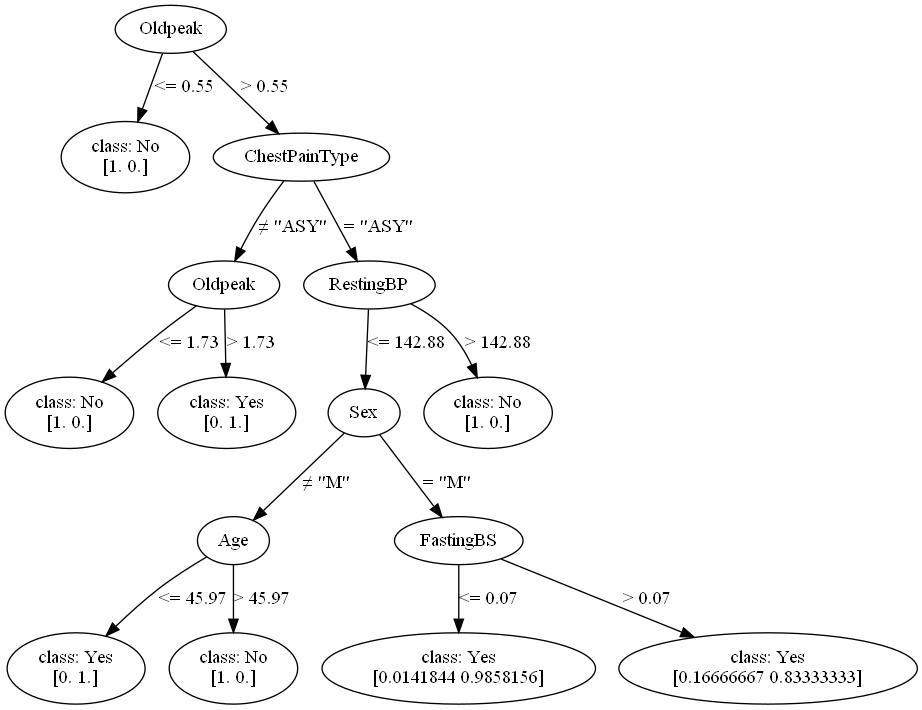 Oldpeak
<= 0.55
> 0.55
class: No
[1. 0.]
ChestPainType
≠ "ASY"
= "ASY"
Oldpeak
RestingBP
<= 1.73
> 1.73
<= 142.88
> 142.88
class: No
[1. 0.]
class: Yes
[0. 1.]
Sex
class: No
[1. 0.]
≠ "M"
= "M"
Age
FastingBS
<= 45.97
> 45.97
<= 0.07
> 0.07
class: Yes
[0. 1.]
class: No
[1. 0.]
class: Yes
[0.0141844 0.9858156]
class: Yes
[0.16666667 0.83333333]